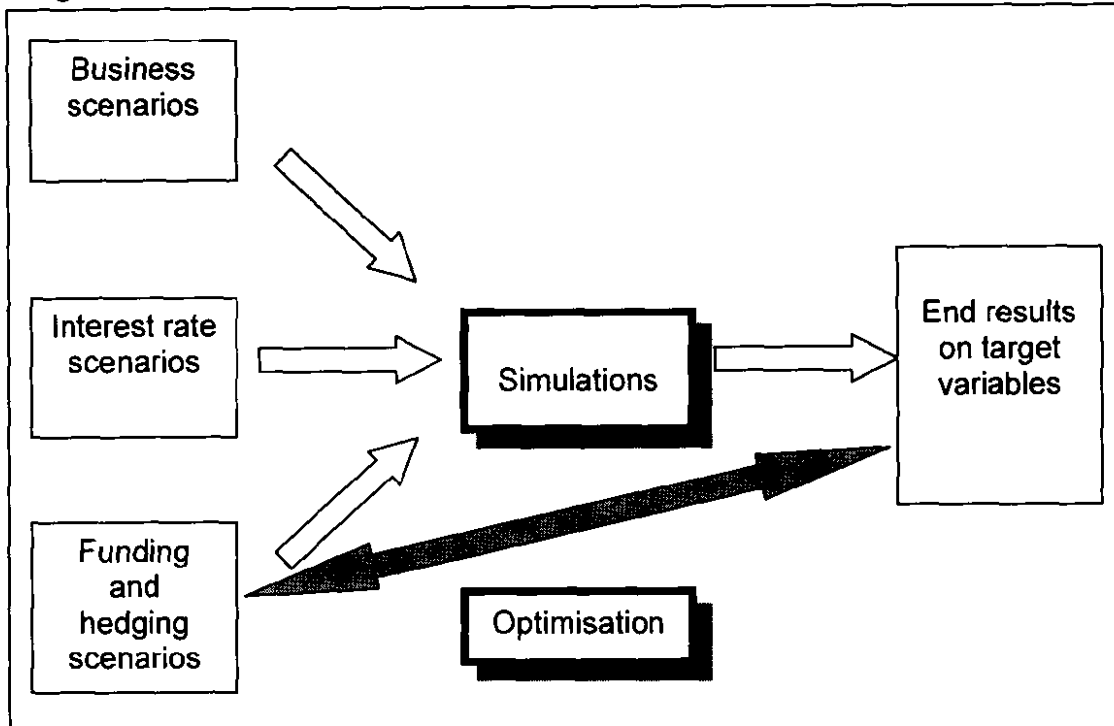 Business
scenarios
Interest rate
scenarios
Funding
and
hedging
scenarios
Simulations
Optimisation
End results
on target
variables